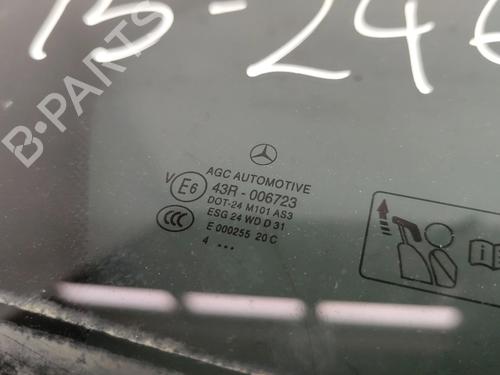 15-246
B-PARTS
AGC AUTOMOTIVE
V E6 43R - 006723
DOT-24 M101 AS3
CCC ESG 24 WD D 31
E 000255 20 C
4 ...